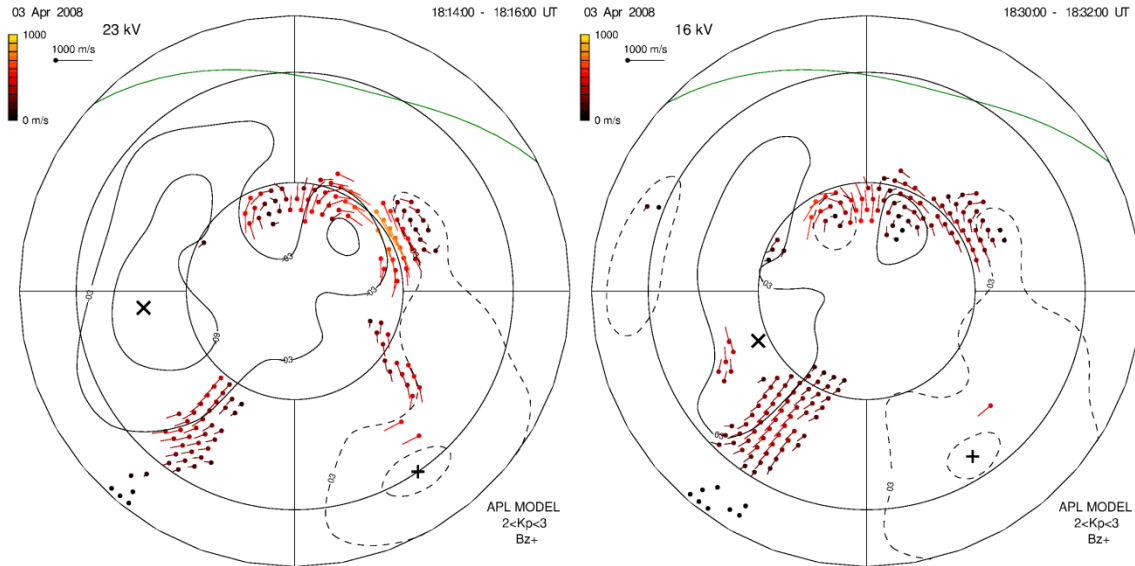 03 Apr 2008
18:14:00 - 18:16:00 UT
23 kV
1000
1000 m/s
0 m/s
03
03
03
03
09
03
APL MODEL
2<Kp<3
Bz+
03 Apr 2008
18:30:00 - 18:32:00 UT
16 kV
1000
1000 m/s
0 m/s
03
03
03
APL MODEL
2<Kp<3
Bz+